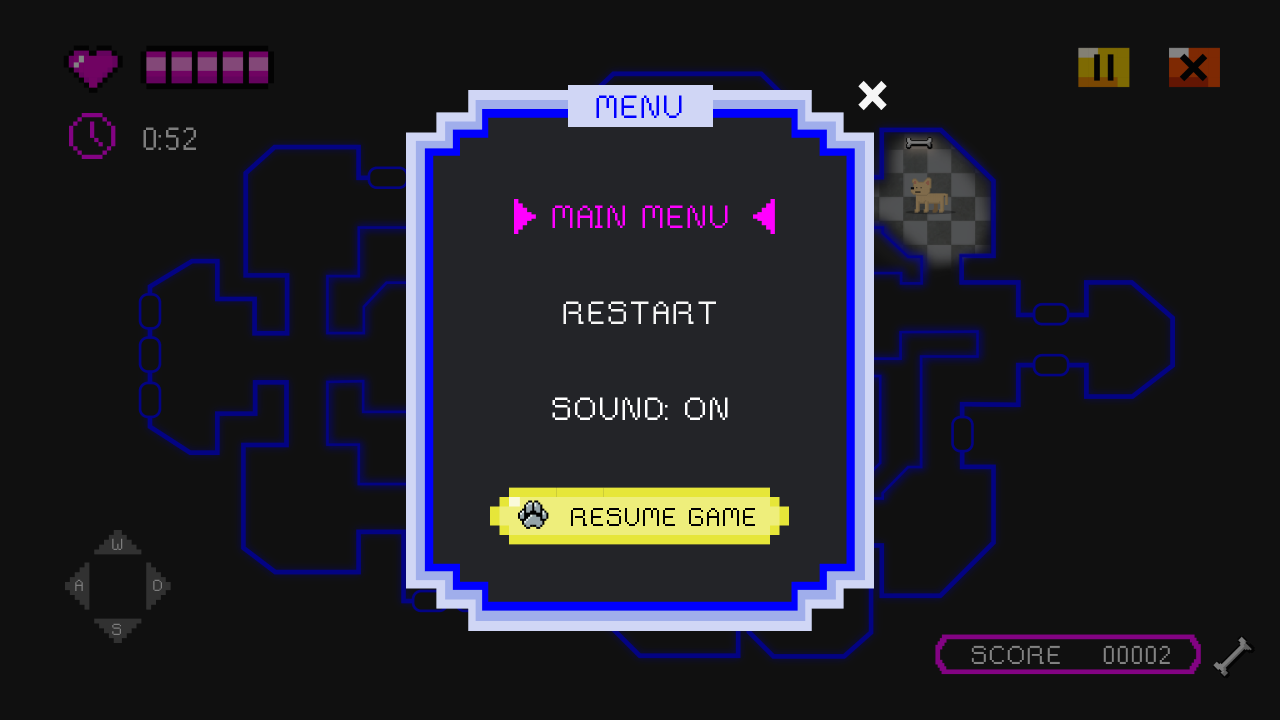 MENU
0:52
MAIN MENU
RESTART
SOUND: ON
RESUME GAME
W
A D
S
SCORE 00002